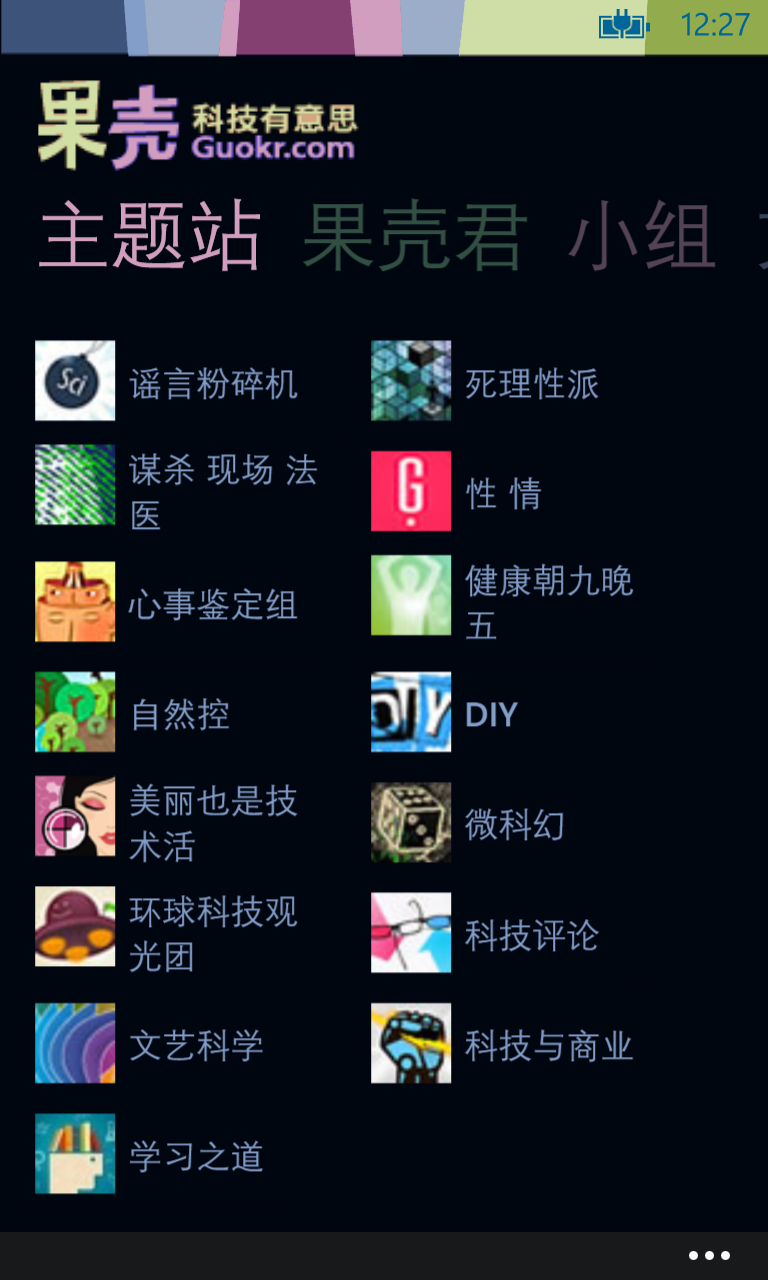 12:27
果壳 科技有意思
Guokr.com
主题站 果壳君 小组
Sci 谣言粉碎机
死理性派
谋杀 现场 法
医
G 性 情
心事鉴定组
健康朝九晚
五
自然控
DIY DIY
美丽也是技
术活
微科幻
环球科技观
光团
科技评论
文艺科学
科技与商业
学习之道